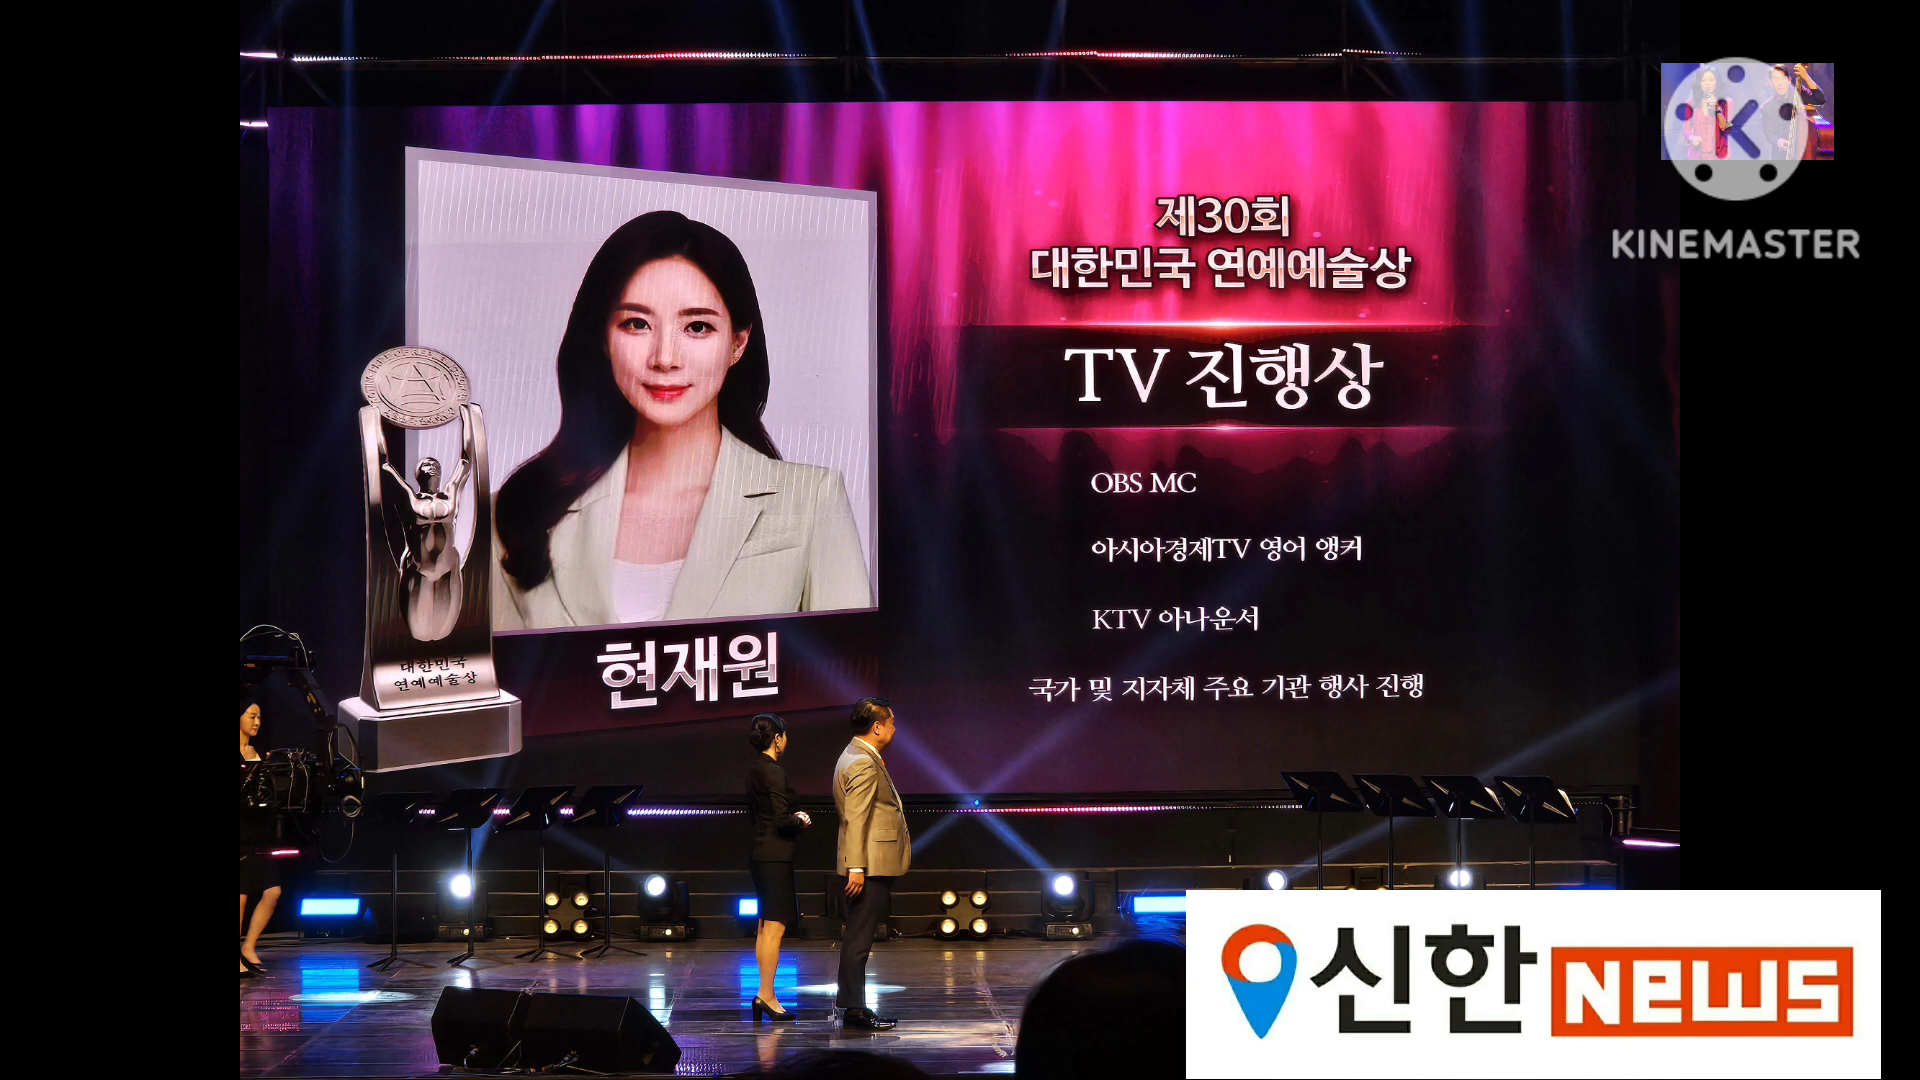 제30회
대한민국 연예예술상
TV 진행상
OBS MC
아시아경제TV 영어 앵커
KTV 아나운서
국가 및 지자체 주요 기관 행사 진행
현재원
대한민국
연예예술상
K
KINEMASTER
신한 NEWS